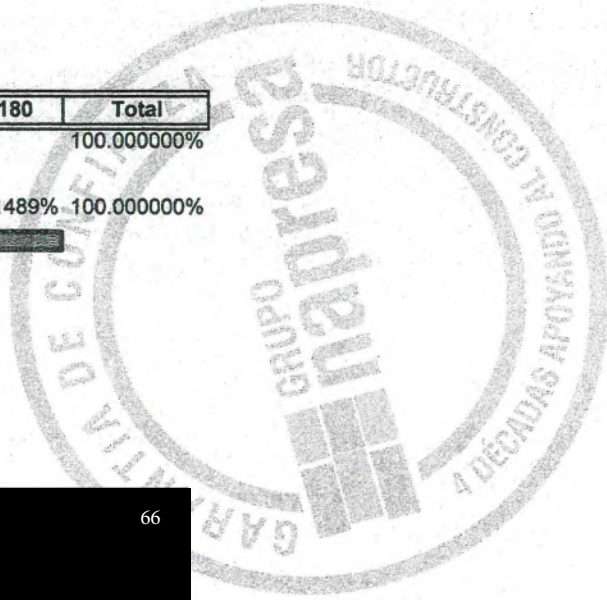 180 Total
100.000000%
489% 100.000000%
GRUPO
napresa
GARANTIA DE CONFIANZA
4 DÉCADAS APOYANDO AL CONSTRUCTOR
66